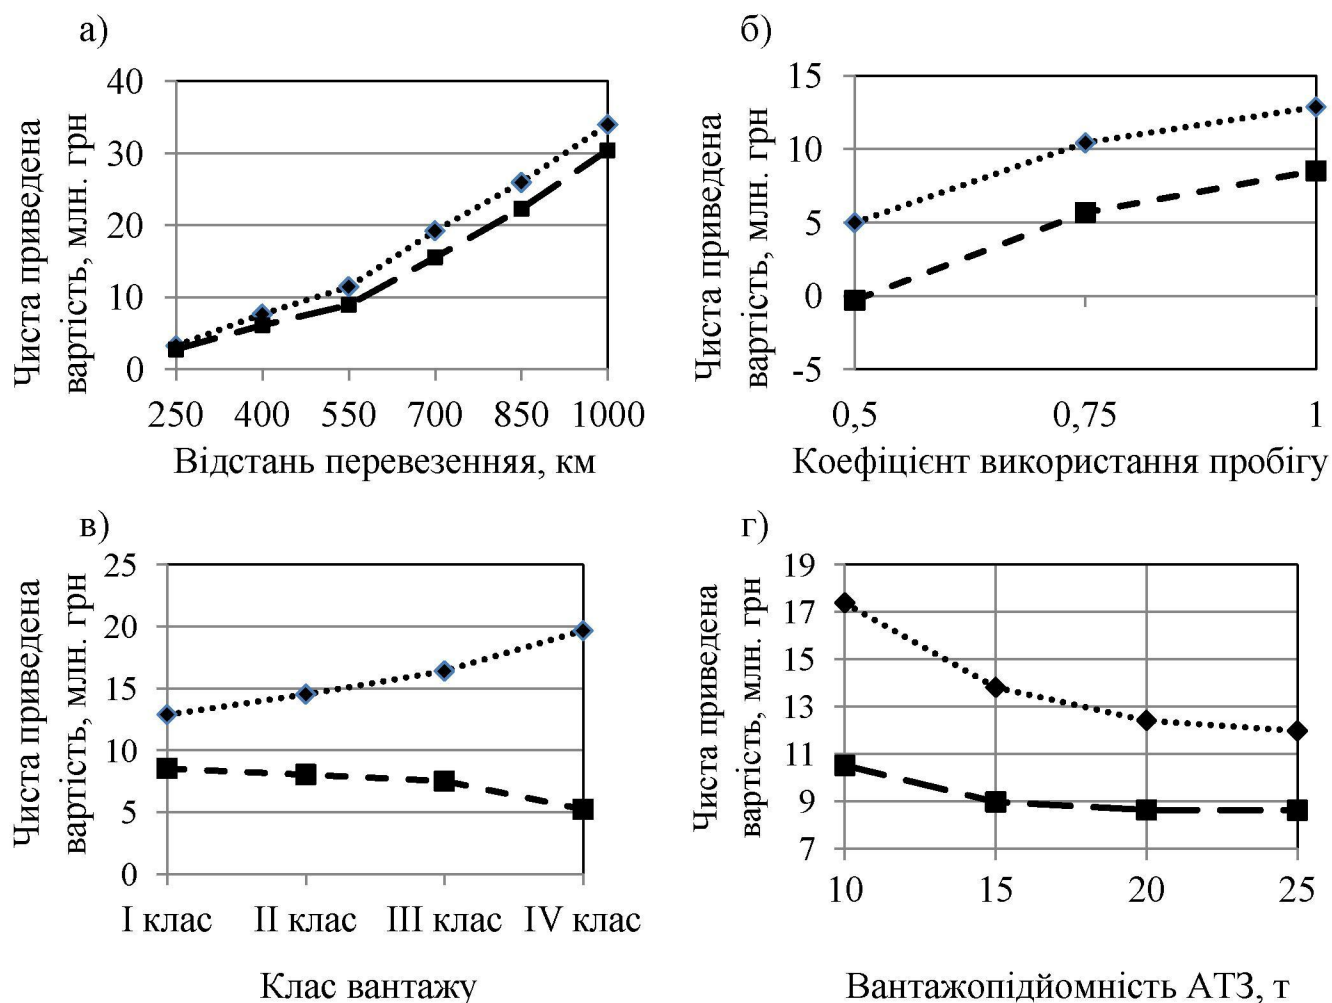 а)
Чиста приведена
вартість, млн. грн
40
30
20
10
0
250 400 550 700 850 1000
Відстань перевезенняя, км
б)
Чиста приведена
вартість, млн. грн
15
10
5
0
-5
0,5 0,75 1
Коефіцієнт використання пробігу
в)
Чиста приведена
вартість, млн. грн
25
20
15
10
5
0
I клас II клас III клас IV клас
Клас вантажу
г)
Чиста приведена
вартість, млн. грн
19
17
15
13
11
9
7
10 15 20 25
Вантажопідйомність АТЗ, т